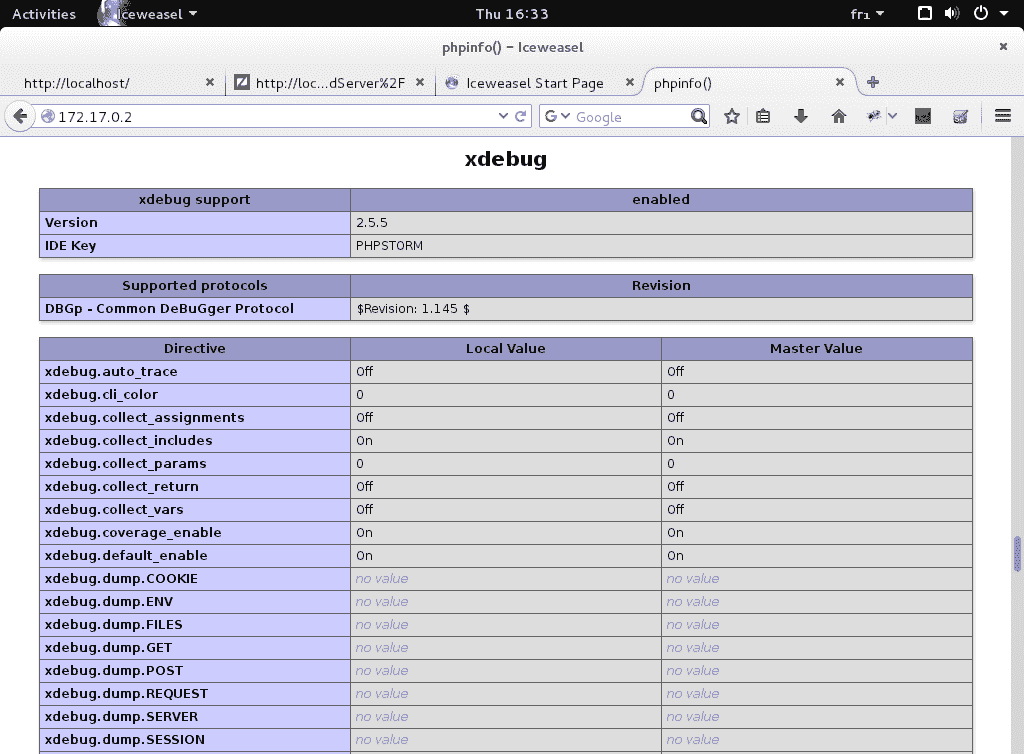 Activities Iceweasel Thu 16:33 fr₁
phpinfo() – Iceweasel
http://localhost/ http://loc...dServer%2F Iceweasel Start Page phpinfo()
172.17.0.2 Google
xdebug
xdebug support enabled
Version 2.5.5
IDE Key PHPSTORM
Supported protocols Revision
DBGp - Common DeBuGger Protocol $Revision: 1.145 $
Directive Local Value Master Value
xdebug.auto_trace Off Off
xdebug.cli_color 0 0
xdebug.collect_assignments Off Off
xdebug.collect_includes On On
xdebug.collect_params 0 0
xdebug.collect_return Off Off
xdebug.collect_vars Off Off
xdebug.coverage_enable On On
xdebug.default_enable On On
xdebug.dump.COOKIE no value no value
xdebug.dump.ENV no value no value
xdebug.dump.FILES no value no value
xdebug.dump.GET no value no value
xdebug.dump.POST no value no value
xdebug.dump.REQUEST no value no value
xdebug.dump.SERVER no value no value
xdebug.dump.SESSION no value no value